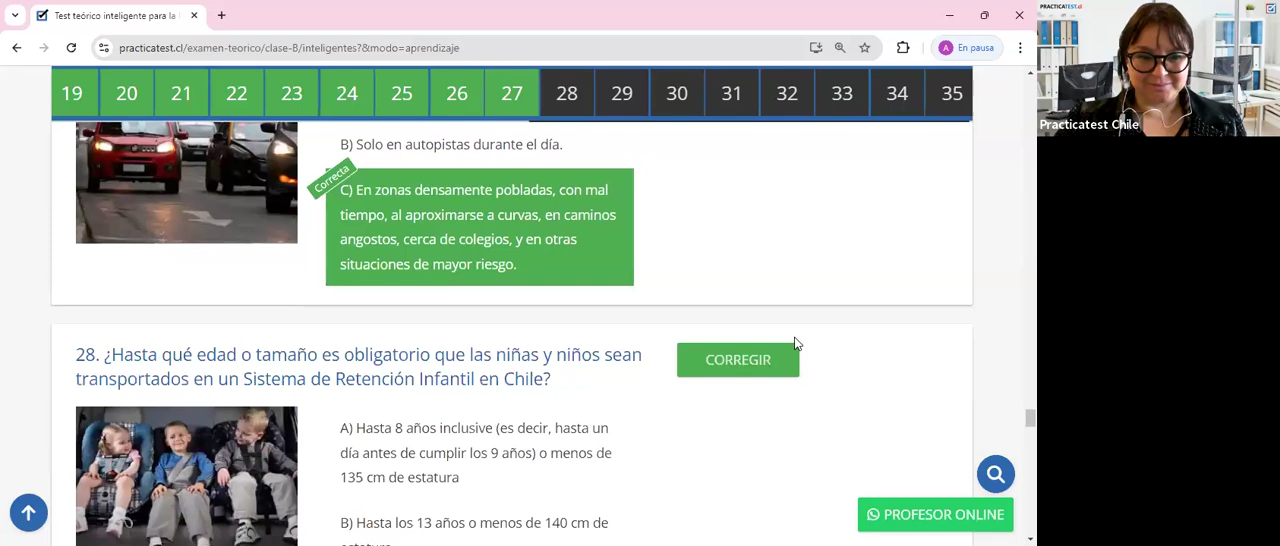 Test teórico inteligente para la
practicatest.cl/examen-teorico/clase-B/inteligentes?&modo=aprendizaje
A
En pausa
19 20 21 22 23 24 25 26 27 28 29 30 31 32 33 34 35
B) Solo en autopistas durante el día.
Correcta
C) En zonas densamente pobladas, con mal
tiempo, al aproximarse a curvas, en caminos
angostos, cerca de colegios, y en otras
situaciones de mayor riesgo.
28. ¿Hasta qué edad o tamaño es obligatorio que las niñas y niños sean
transportados en un Sistema de Retención Infantil en Chile?
CORREGIR
A) Hasta 8 años inclusive (es decir, hasta un
día antes de cumplir los 9 años) o menos de
135 cm de estatura
B) Hasta los 13 años o menos de 140 cm de
estatura
PROFESOR ONLINE
PRACTICATEST.cl
Practicatest Chile